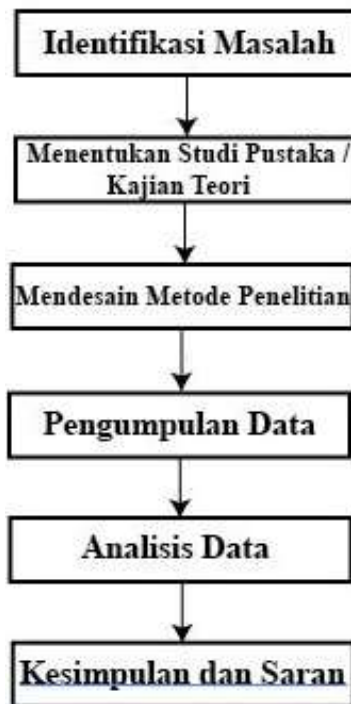 Identifikasi Masalah
Menentukan Studi Pustaka /
Kajian Teori
Mendesain Metode Penelitian
Pengumpulan Data
Analisis Data
Kesimpulan dan Saran